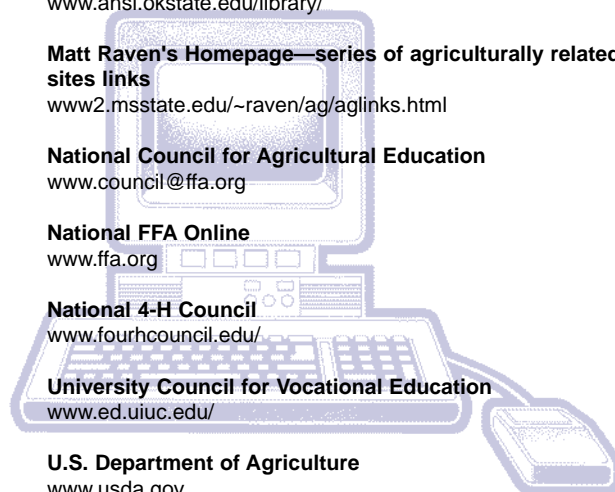 www.ansi.okstate.edu/library/
Matt Raven's Homepage—series of agriculturally related
sites links
www2.msstate.edu/~raven/ag/aglinks.html
National Council for Agricultural Education
www.council@ffa.org
National FFA Online
www.ffa.org
National 4-H Council
www.fourhcouncil.edu/
University Council for Vocational Education
www.ed.uiuc.edu/
U.S. Department of Agriculture
www.usda.gov